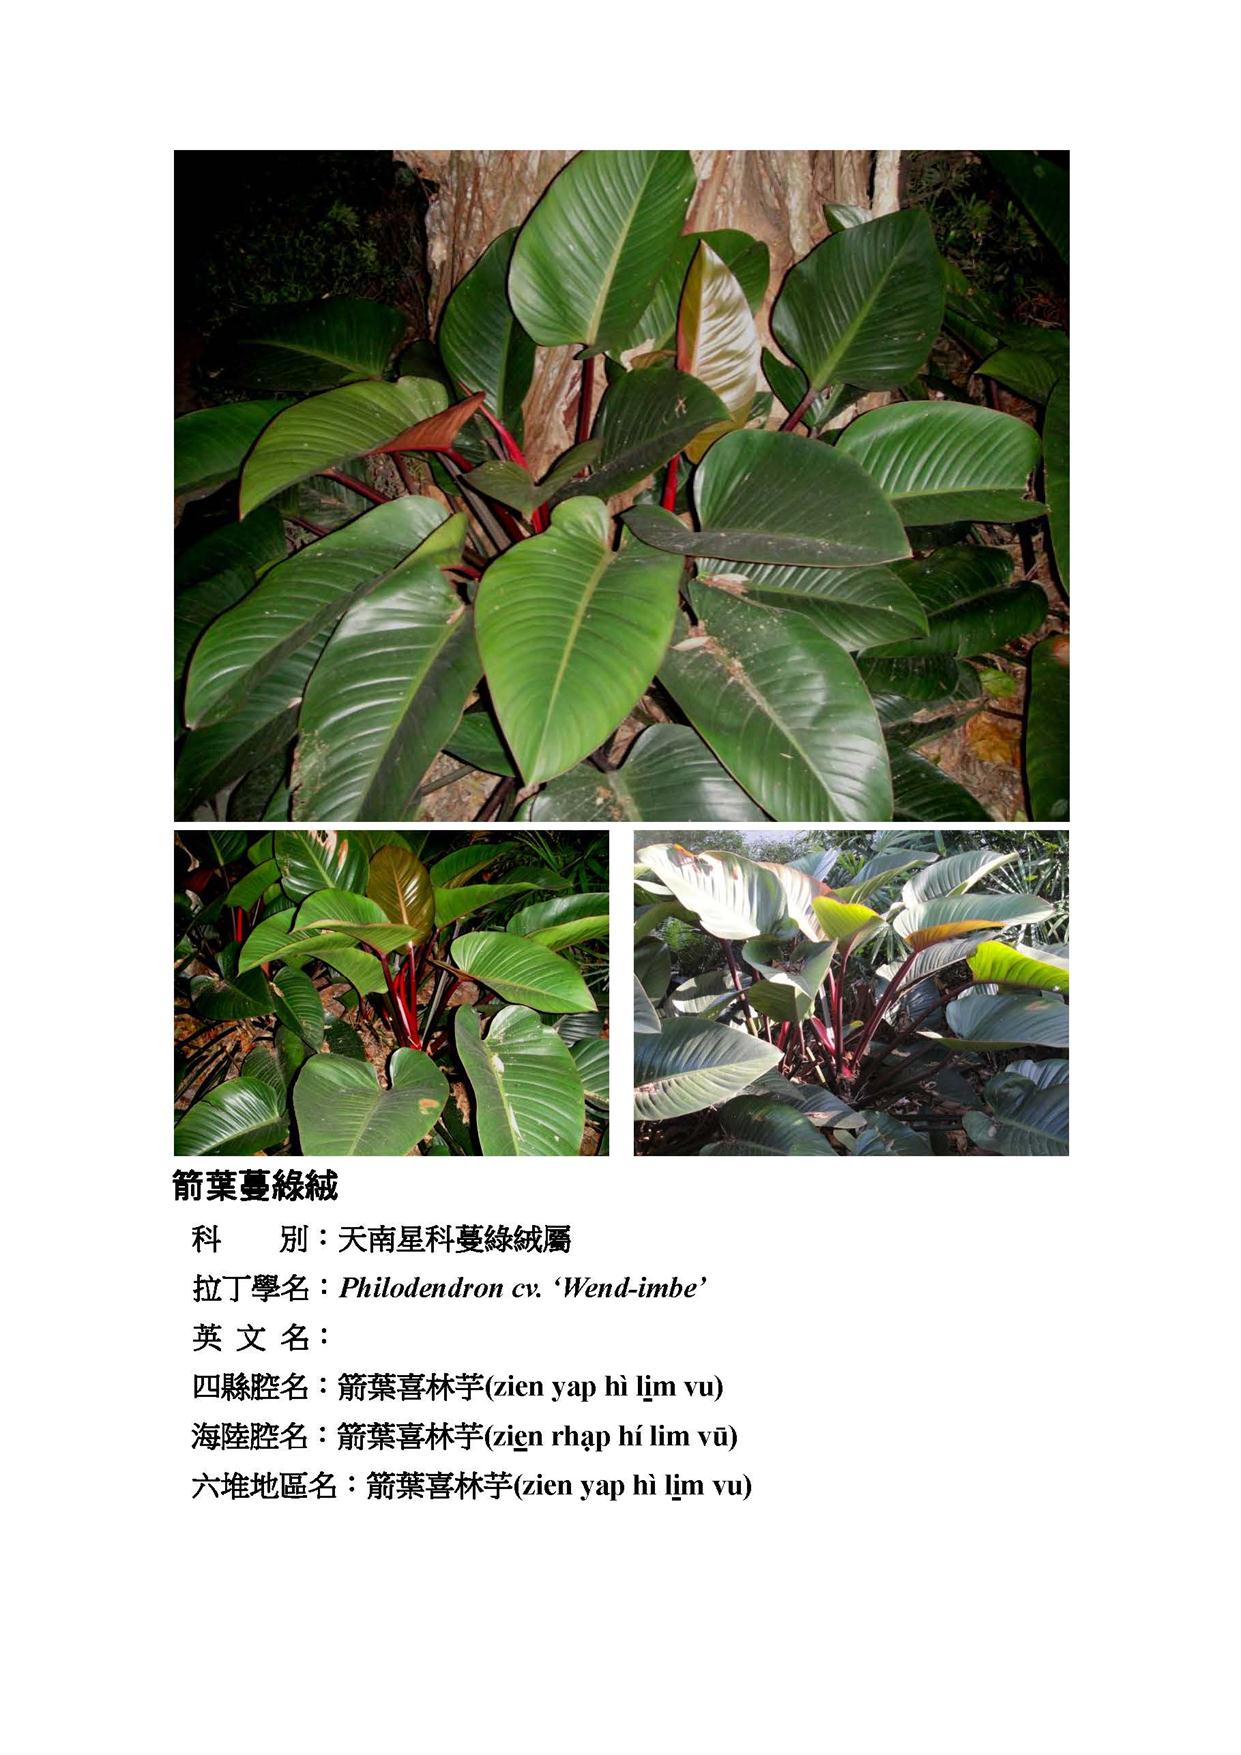 箭葉蔓綠絨
科　　別：天南星科蔓綠絨屬
拉丁學名：Philodendron cv. ‘Wend-imbe’
英 文 名：
四縣腔名：箭葉喜林芋(zien yap hì li̲m vu)
海陸腔名：箭葉喜林芋(zie̲n rha̩p hí lim vū)
六堆地區名：箭葉喜林芋(zien yap hì li̲m vu)